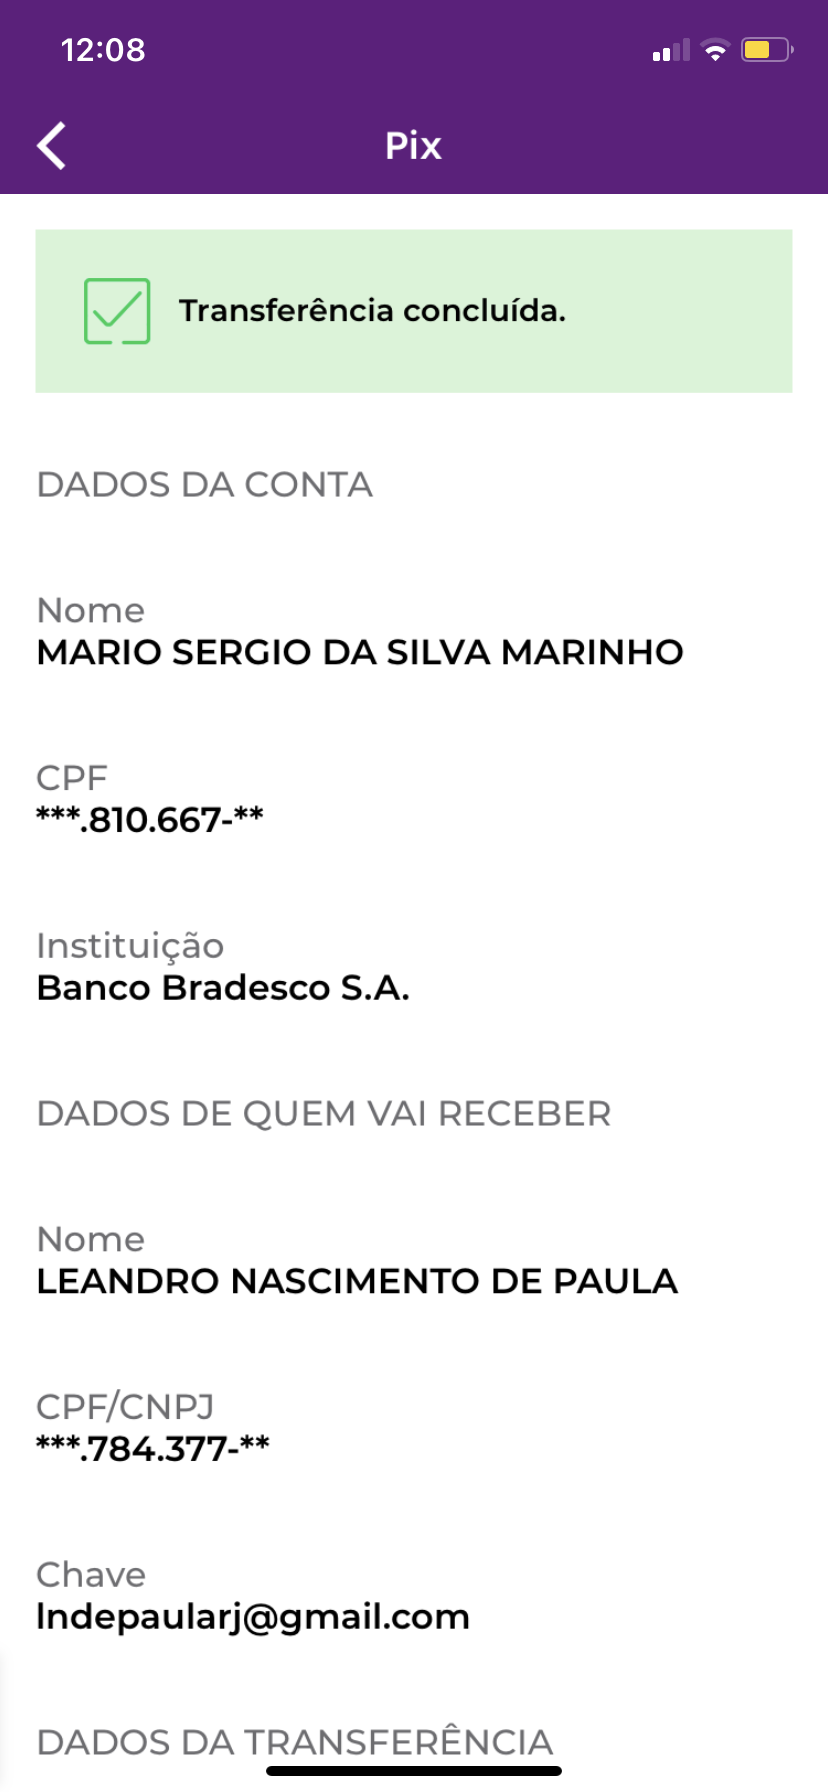 12:08
Pix
Transferência concluída.
DADOS DA CONTA
Nome
MARIO SERGIO DA SILVA MARINHO
CPF
***.810.667-**
Instituição
Banco Bradesco S.A.
DADOS DE QUEM VAI RECEBER
Nome
LEANDRO NASCIMENTO DE PAULA
CPF/CNPJ
***.784.377-**
Chave
lndepaularj@gmail.com
DADOS DA TRANSFERÊNCIA